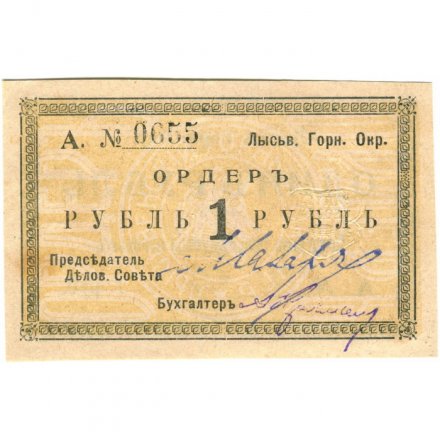 А. № 0655 Лысьв. Горн. Окр.
ОРДЕРЪ
РУБЛЬ 1 РУБЛЬ
Предсѣдатель
Дѣлов. Совѣта
Бухгалтеръ